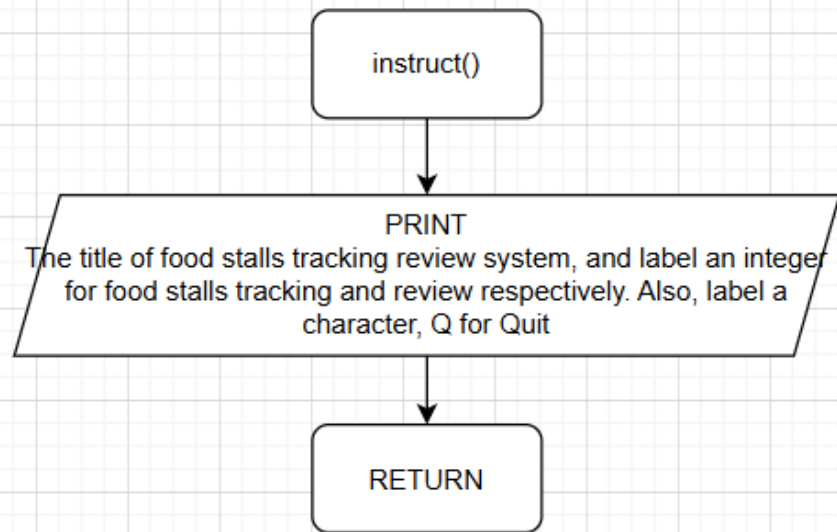 instruct()
PRINT
The title of food stalls tracking review system, and label an integer
for food stalls tracking and review respectively. Also, label a
character, Q for Quit
RETURN